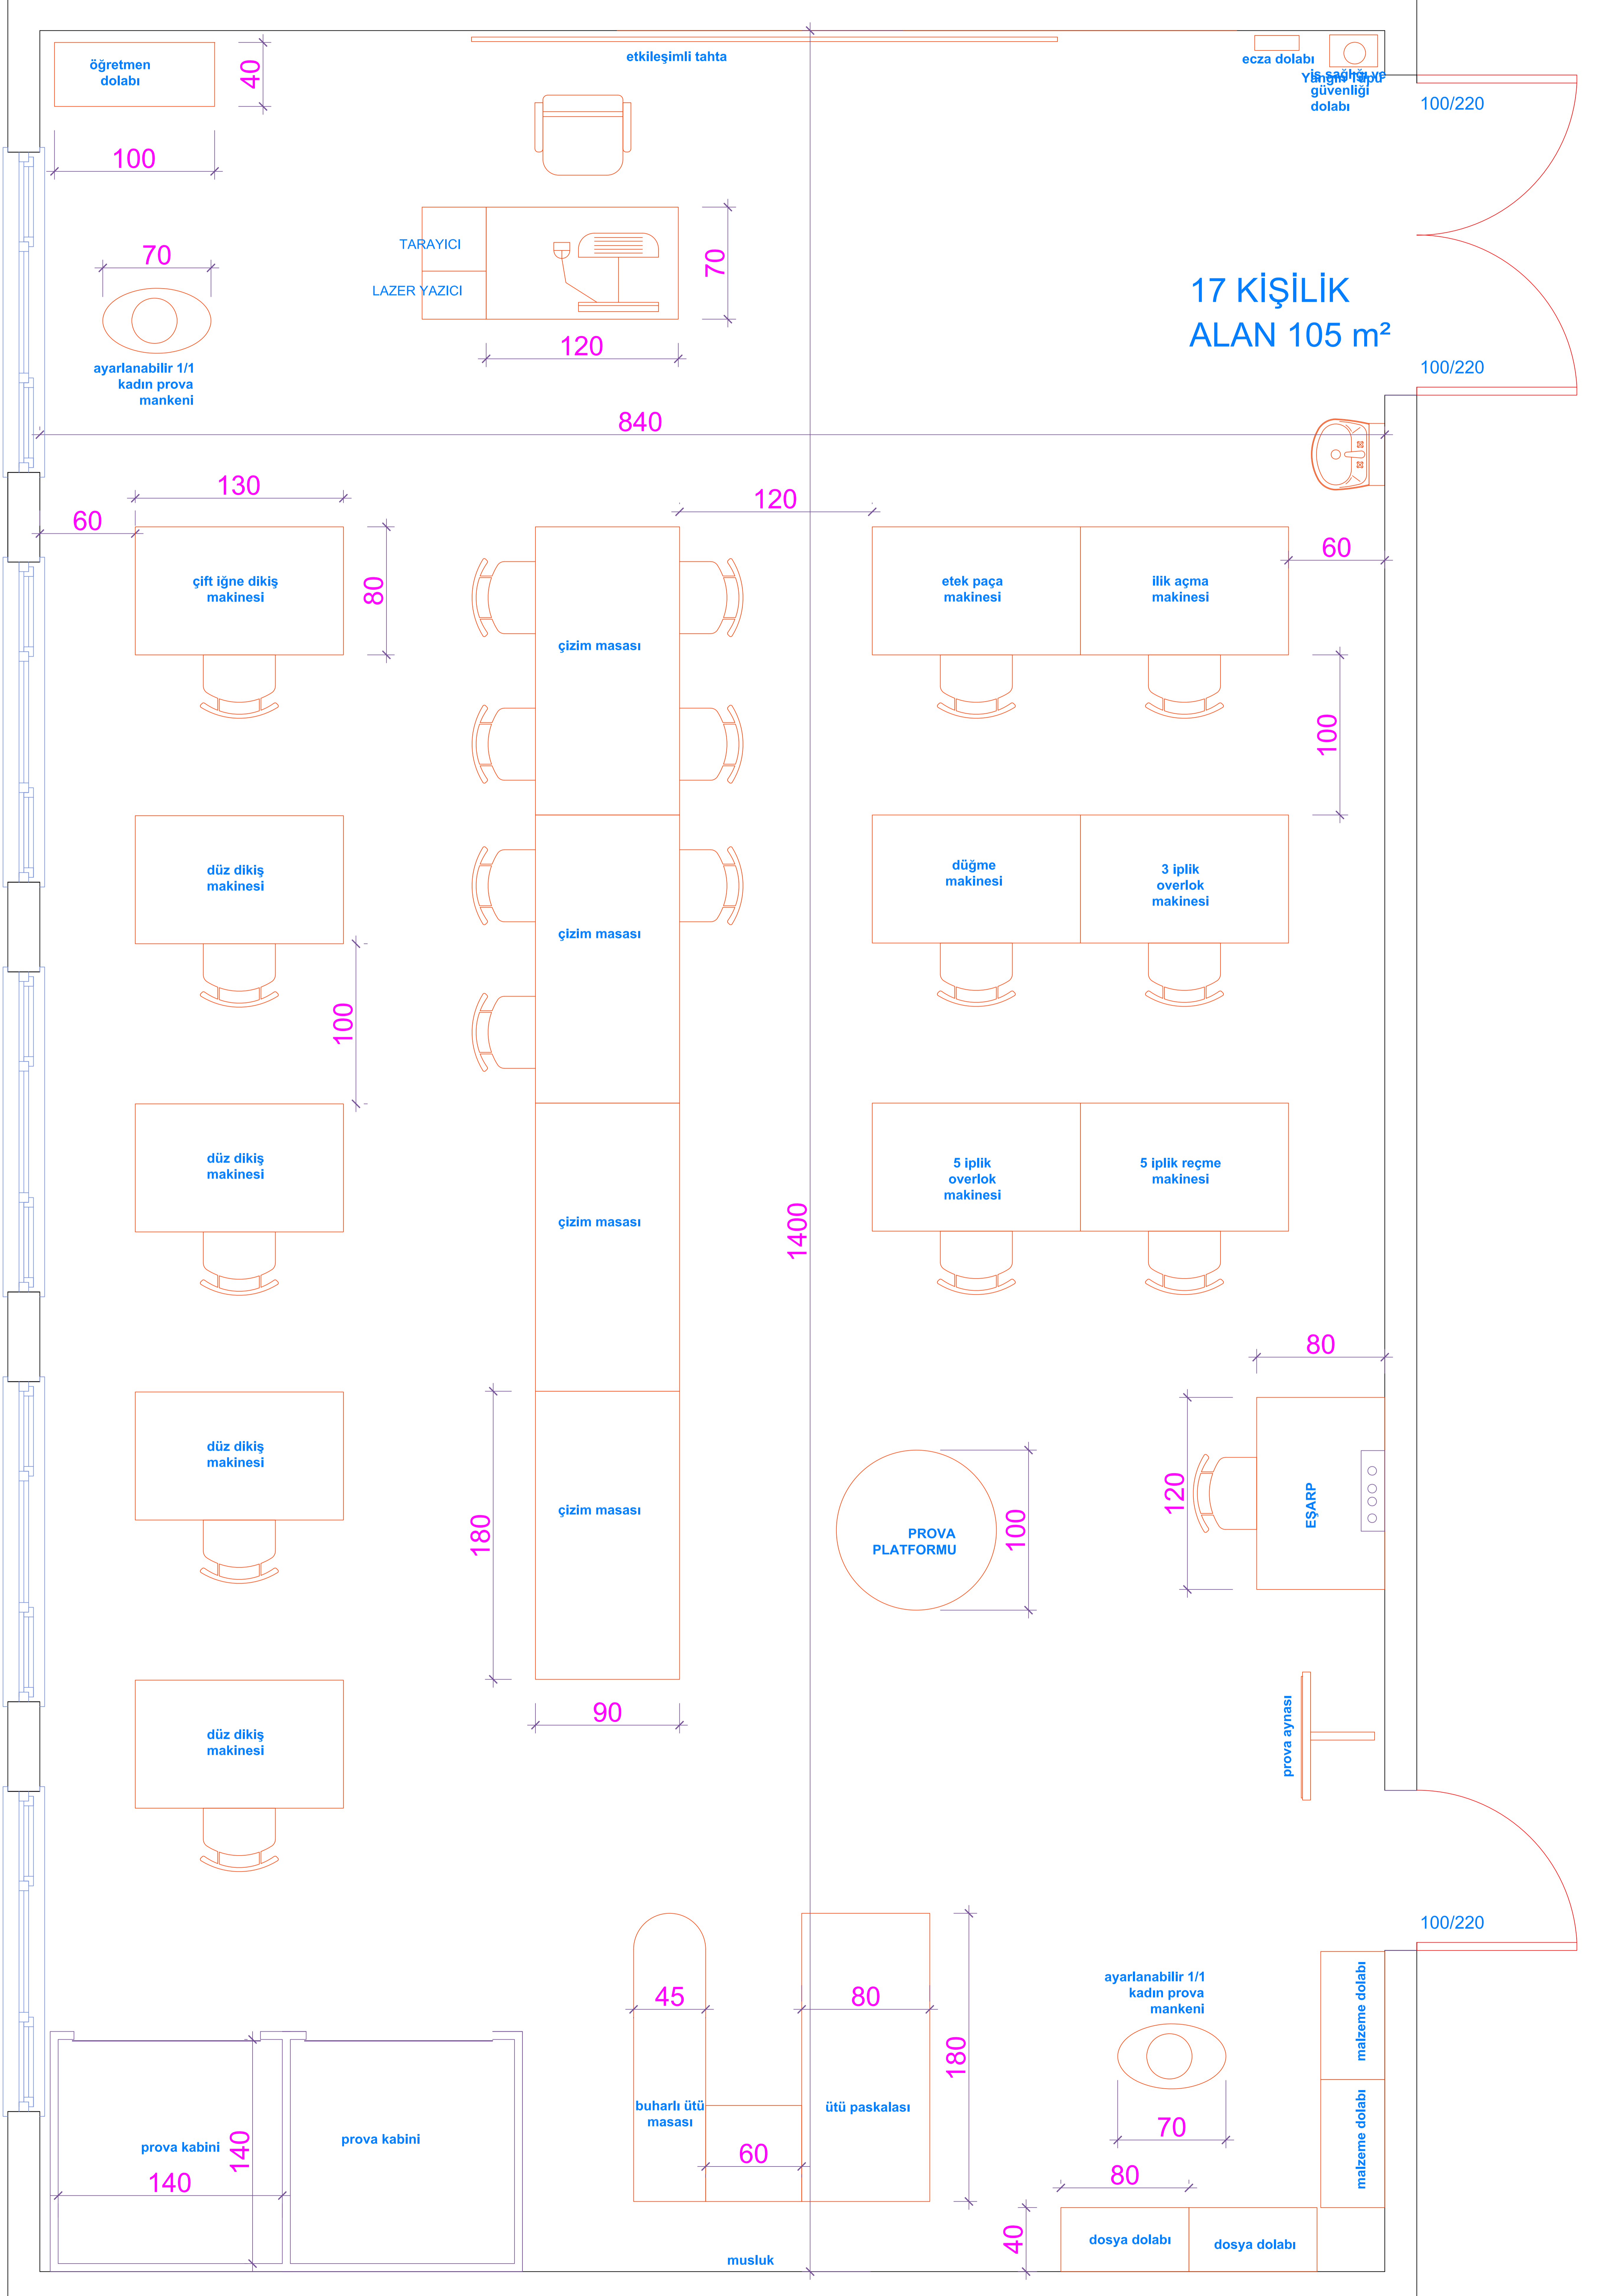 öğretmen
dolabı
40
100
etkileşimli tahta
ecza dolabı
Yangın Tüpü
iş sağlığı ve
güvenliği
dolabı
100/220
TARAYICI
LAZER YAZICI
70
120
70
ayarlanabilir 1/1
kadın prova
mankeni
17 KİŞİLİK
ALAN 105 m²
100/220
840
130
60
80
120
60
çift iğne dikiş
makinesi
çizim masası
etek paça
makinesi
ilik açma
makinesi
100
düz dikiş
makinesi
çizim masası
düğme
makinesi
3 iplik
overlok
makinesi
100
düz dikiş
makinesi
çizim masası
1400
5 iplik
overlok
makinesi
5 iplik reçme
makinesi
80
düz dikiş
makinesi
180
çizim masası
PROVA
PLATFORMU
100
120
EŞARP
90
düz dikiş
makinesi
prova aynası
100/220
45
80
180
buharlı ütü
masası
ütü paskalası
60
ayarlanabilir 1/1
kadın prova
mankeni
70
malzeme dolabı
malzeme dolabı
prova kabini
140
140
prova kabini
80
40
dosya dolabı
dosya dolabı
musluk